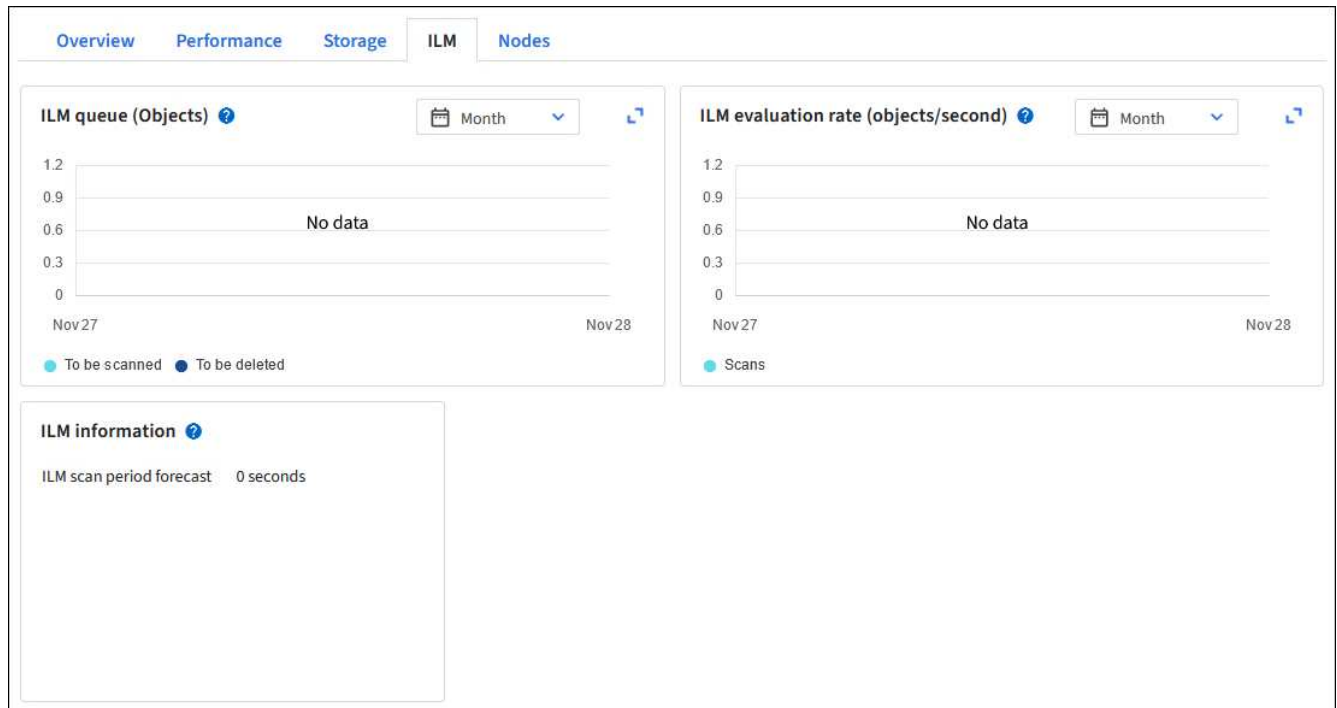 Overview Performance Storage ILM Nodes
ILM queue (Objects) ? Month
1.2
0.9
0.6
0.3
0
No data
Nov 27 Nov 28
To be scanned To be deleted
ILM evaluation rate (objects/second) ? Month
1.2
0.9
0.6
0.3
0
No data
Nov 27 Nov 28
Scans
ILM information ?
ILM scan period forecast 0 seconds